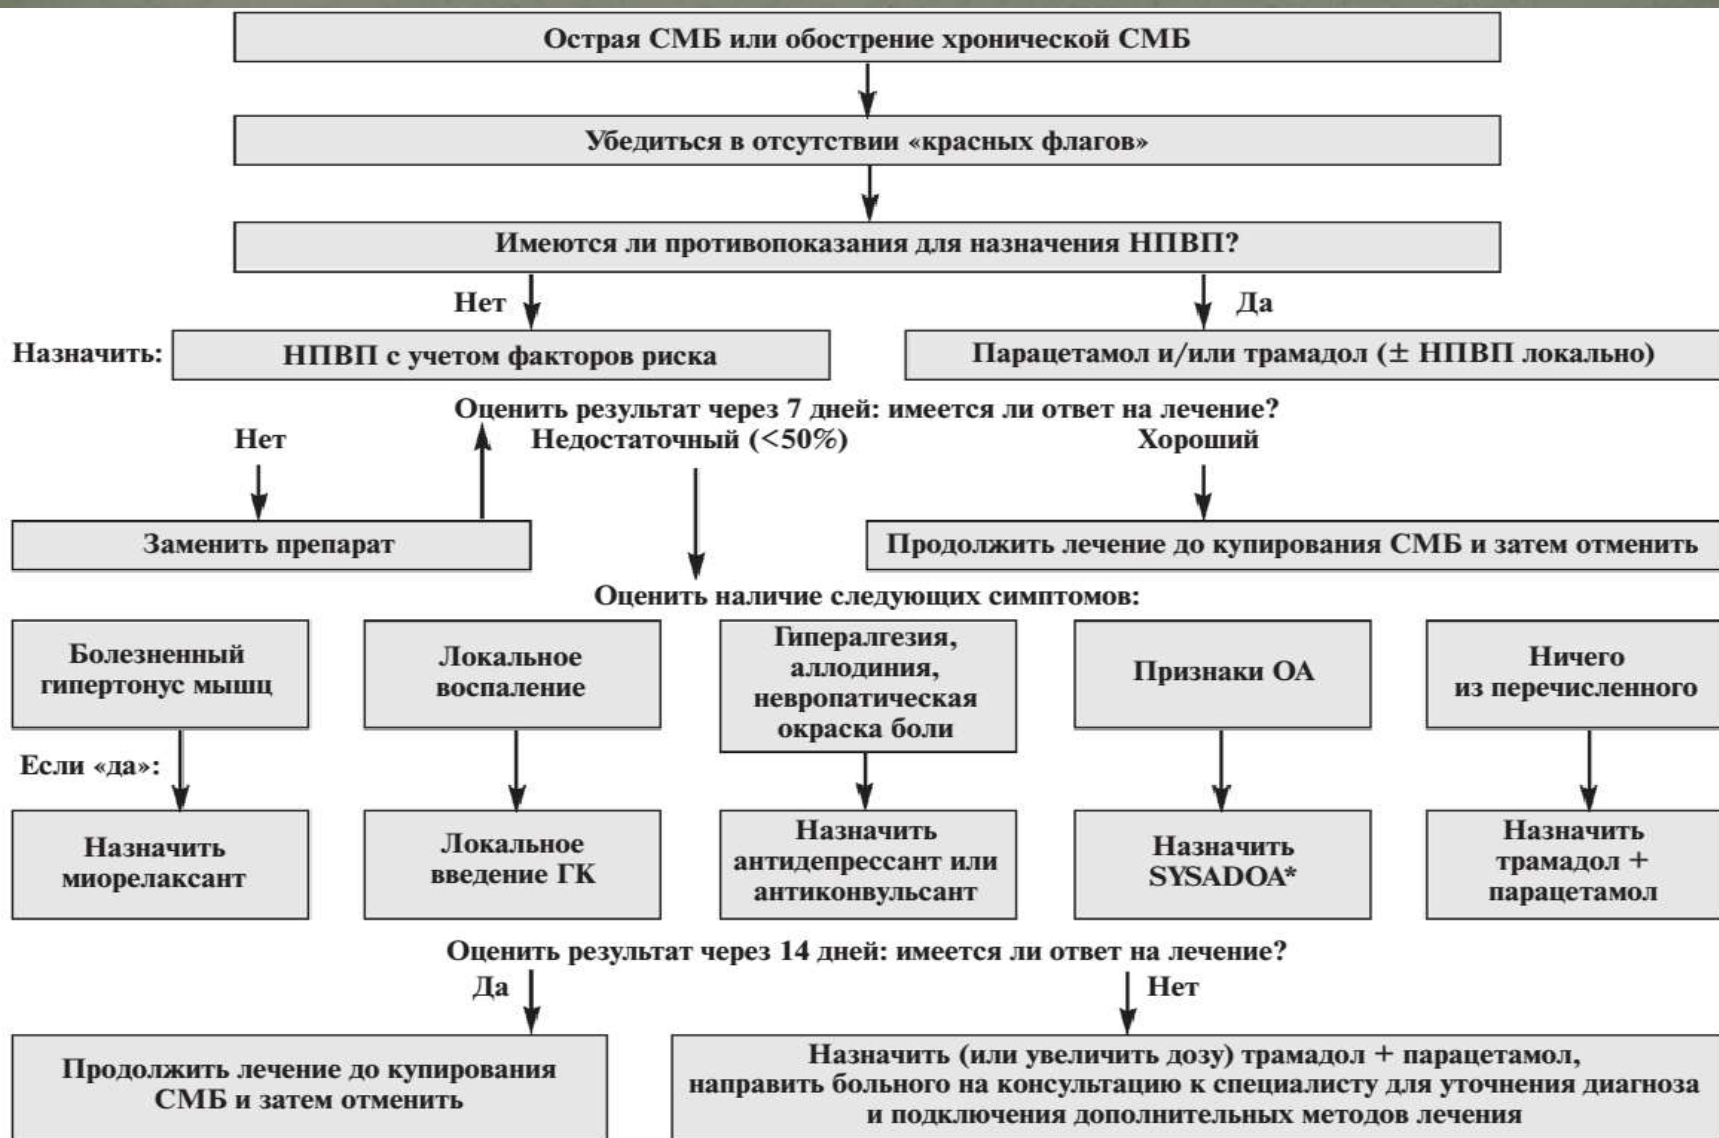 Острая СМБ или обострение хронической СМБ
Убедиться в отсутствии «красных флагов»
Имеются ли противопоказания для назначения НПВП?
Нет
Да
Назначить:
НПВП с учетом факторов риска
Парацетамол и/или трамадол (± НПВП локально)
Оценить результат через 7 дней: имеется ли ответ на лечение?
Нет
Недостаточный (<50%)
Хороший
Заменить препарат
Продолжить лечение до купирования СМБ и затем отменить
Оценить наличие следующих симптомов:
Болезненный
гипертонус мышц
Локальное
воспаление
Гипералгезия,
аллодиния,
невропатическая
окраска боли
Признаки ОА
Ничего
из перечисленного
Если «да»:
Назначить
миорелаксант
Локальное
введение ГК
Назначить
антидепрессант или
антиконвульсант
Назначить
SYSADOA*
Назначить
трамадол +
парацетамол
Оценить результат через 14 дней: имеется ли ответ на лечение?
Да
Нет
Продолжить лечение до купирования
СМБ и затем отменить
Назначить (или увеличить дозу) трамадол + парацетамол,
направить больного на консультацию к специалисту для уточнения диагноза
и подключения дополнительных методов лечения